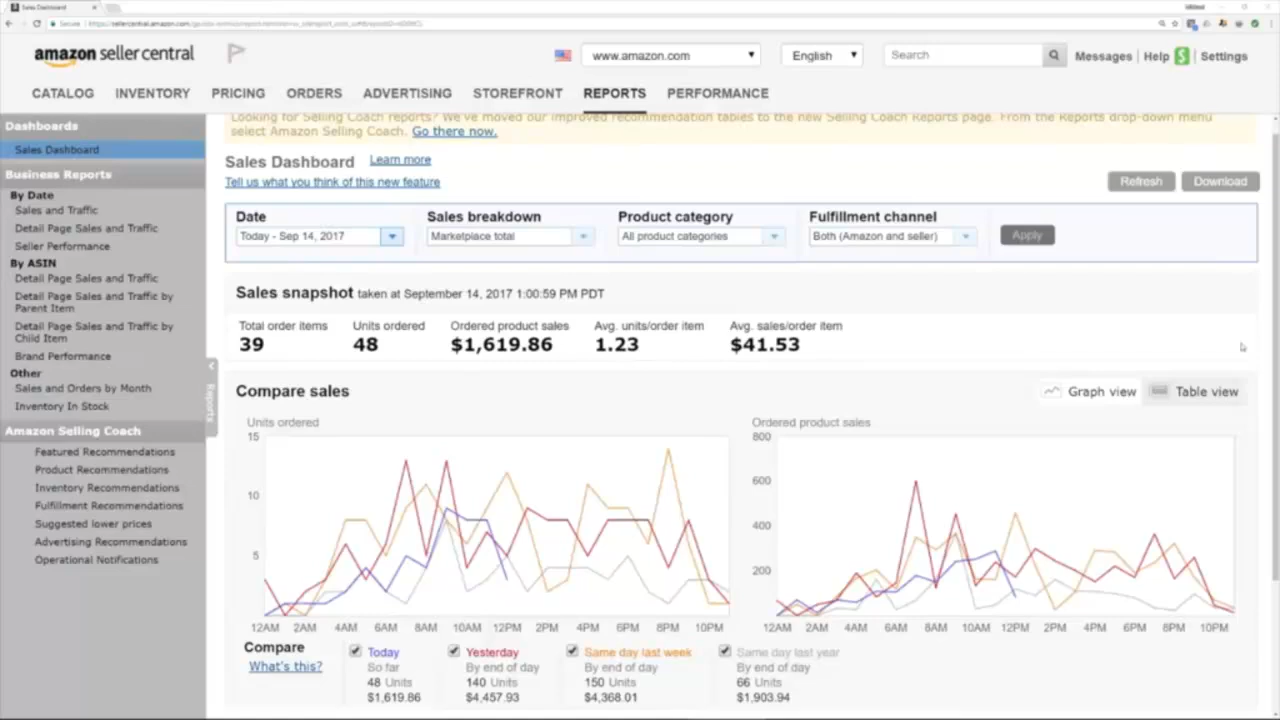 Sales Dashboard
Secure
amazon seller central
www.amazon.com
English
Search
Messages | Help
Settings
CATALOG INVENTORY PRICING ORDERS ADVERTISING STOREFRONT REPORTS PERFORMANCE
Dashboards
Sales Dashboard
Business Reports
By Date
Sales and Traffic
Detail Page Sales and Traffic
Seller Performance
By ASIN
Detail Page Sales and Traffic
Detail Page Sales and Traffic by
Parent Item
Detail Page Sales and Traffic by
Child Item
Brand Performance
Other
Sales and Orders by Month
Inventory In Stock
Amazon Selling Coach
Featured Recommendations
Product Recommendations
Inventory Recommendations
Fulfillment Recommendations
Suggested lower prices
Advertising Recommendations
Operational Notifications
Reports
Looking for Selling Coach reports? We've moved our improved recommendation tables to the new Selling Coach Reports page. From the Reports drop-down menu
select Amazon Selling Coach. Go there now.
Sales Dashboard Learn more
Tell us what you think of this new feature
Refresh Download
Date Sales breakdown Product category Fulfillment channel
Today - Sep 14, 2017 Marketplace total All product categories Both (Amazon and seller) Apply
Sales snapshot taken at September 14, 2017 1:00:59 PM PDT
Total order items Units ordered Ordered product sales Avg. units/order item Avg. sales/order item
39 48 $1,619.86 1.23 $41.53
Compare sales
Graph view Table view
Units ordered
15
10
5
12AM 2AM 4AM 6AM 8AM 10AM 12PM 2PM 4PM 6PM 8PM 10PM
Ordered product sales
800
600
400
200
12AM 2AM 4AM 6AM 8AM 10AM 12PM 2PM 4PM 6PM 8PM 10PM
Compare
What's this?
Today
So far
48 Units
$1,619.86
Yesterday
By end of day
140 Units
$4,457.93
Same day last week
By end of day
150 Units
$4,368.01
Same day last year
By end of day
66 Units
$1,903.94